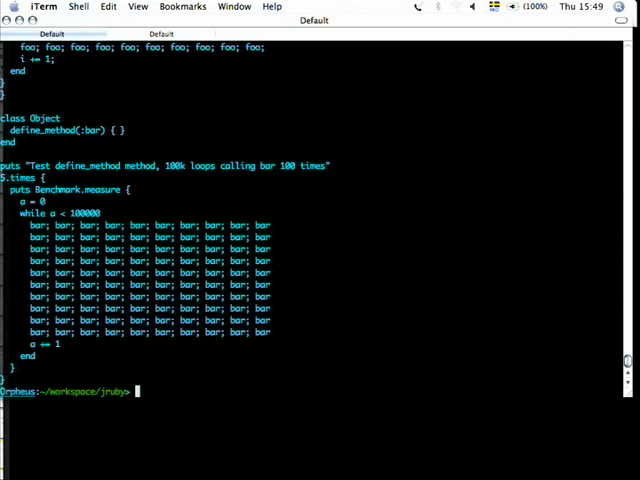 iTerm Shell Edit View Bookmarks Window Help (100%) Thu 15:49
Default
Default Default
foo; foo; foo; foo; foo; foo; foo; foo; foo; foo;
i += 1;
end
}
}
class Object
define_method(:bar) { }
end
puts "Test define_method method, 100k loops calling bar 100 times"
5.times {
puts Benchmark.measure {
a = 0
while a < 100000
bar; bar; bar; bar; bar; bar; bar; bar; bar; bar
bar; bar; bar; bar; bar; bar; bar; bar; bar; bar
bar; bar; bar; bar; bar; bar; bar; bar; bar; bar
bar; bar; bar; bar; bar; bar; bar; bar; bar; bar
bar; bar; bar; bar; bar; bar; bar; bar; bar; bar
bar; bar; bar; bar; bar; bar; bar; bar; bar; bar
bar; bar; bar; bar; bar; bar; bar; bar; bar; bar
bar; bar; bar; bar; bar; bar; bar; bar; bar; bar
bar; bar; bar; bar; bar; bar; bar; bar; bar; bar
bar; bar; bar; bar; bar; bar; bar; bar; bar; bar
a += 1
end
}
}
Orpheus:~/workspace/jruby>